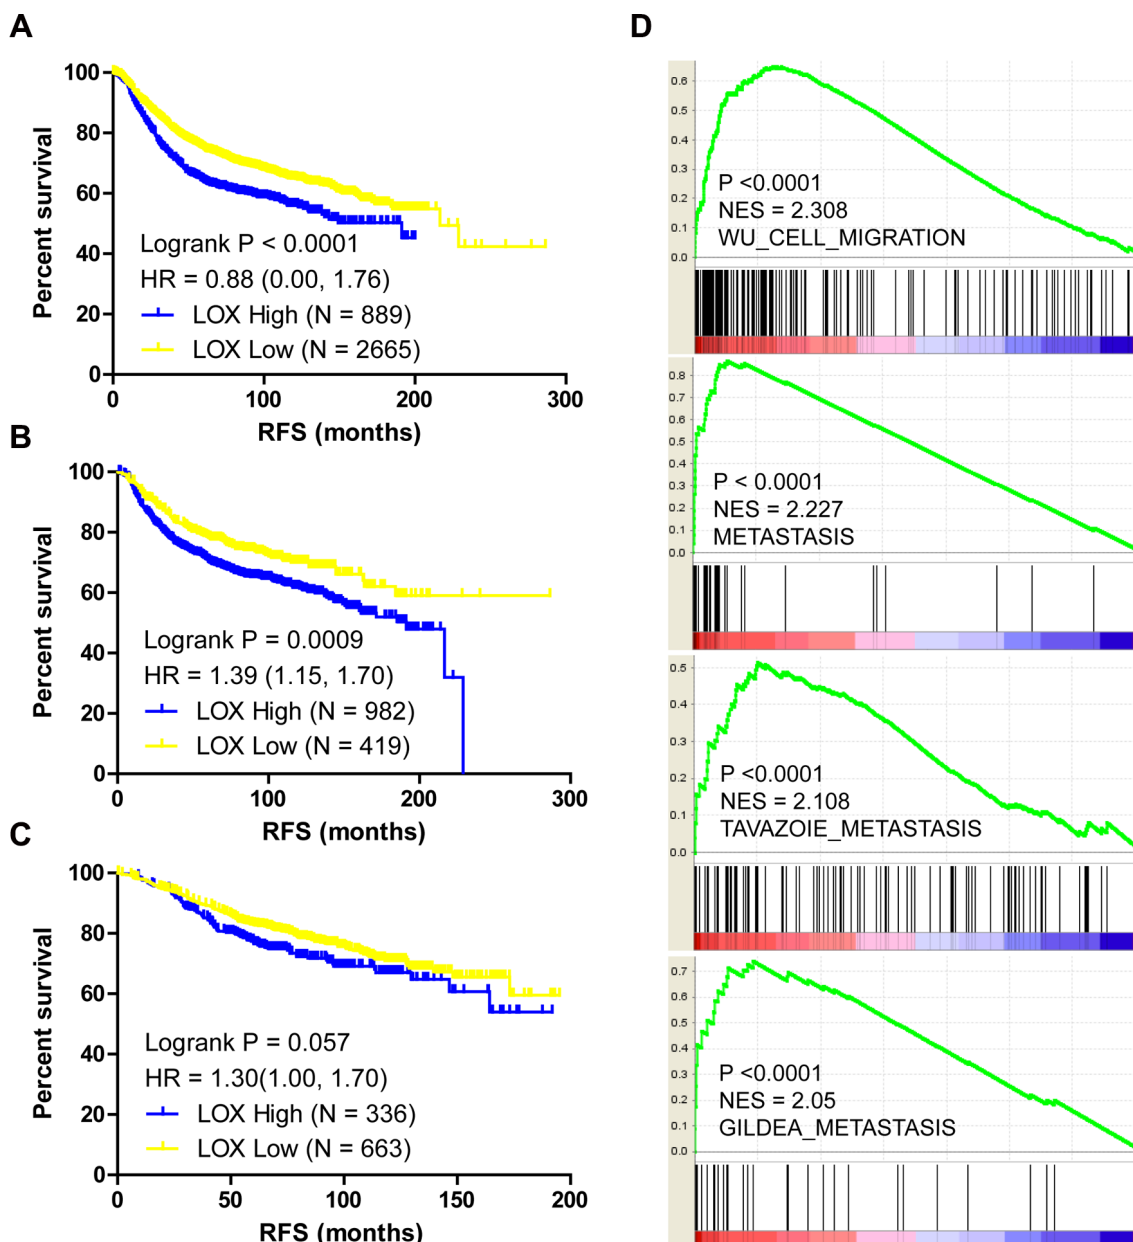 A
Percent survival
100
80
60
40
20
0
Logrank P < 0.0001
HR = 0.88 (0.00, 1.76)
LOX High (N = 889)
LOX Low (N = 2665)
0 100 200 300
RFS (months)
B
Percent survival
100
80
60
40
20
0
Logrank P = 0.0009
HR = 1.39 (1.15, 1.70)
LOX High (N = 982)
LOX Low (N = 419)
0 100 200 300
RFS (months)
C
Percent survival
100
80
60
40
20
0
Logrank P = 0.057
HR = 1.30(1.00, 1.70)
LOX High (N = 336)
LOX Low (N = 663)
0 50 100 150 200
RFS (months)
D
0.6
0.5
0.4
0.3
0.2
0.1
0.0
P <0.0001
NES = 2.308
WU_CELL_MIGRATION
0.8
0.7
0.6
0.5
0.4
0.3
0.2
0.1
0.0
P < 0.0001
NES = 2.227
METASTASIS
0.5
0.4
0.3
0.2
0.1
0.0
P <0.0001
NES = 2.108
TAVAZOIE_METASTASIS
0.7
0.6
0.5
0.4
0.3
0.2
0.1
0.0
P <0.0001
NES = 2.05
GILDEA_METASTASIS